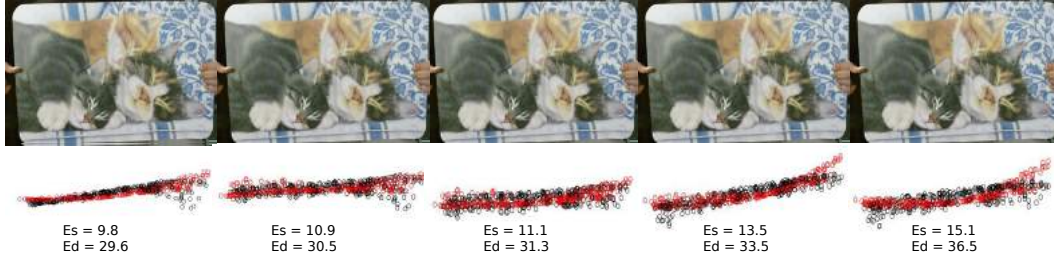 Es = 9.8
Ed = 29.6
Es = 10.9
Ed = 30.5
Es = 11.1
Ed = 31.3
Es = 13.5
Ed = 33.5
Es = 15.1
Ed = 36.5